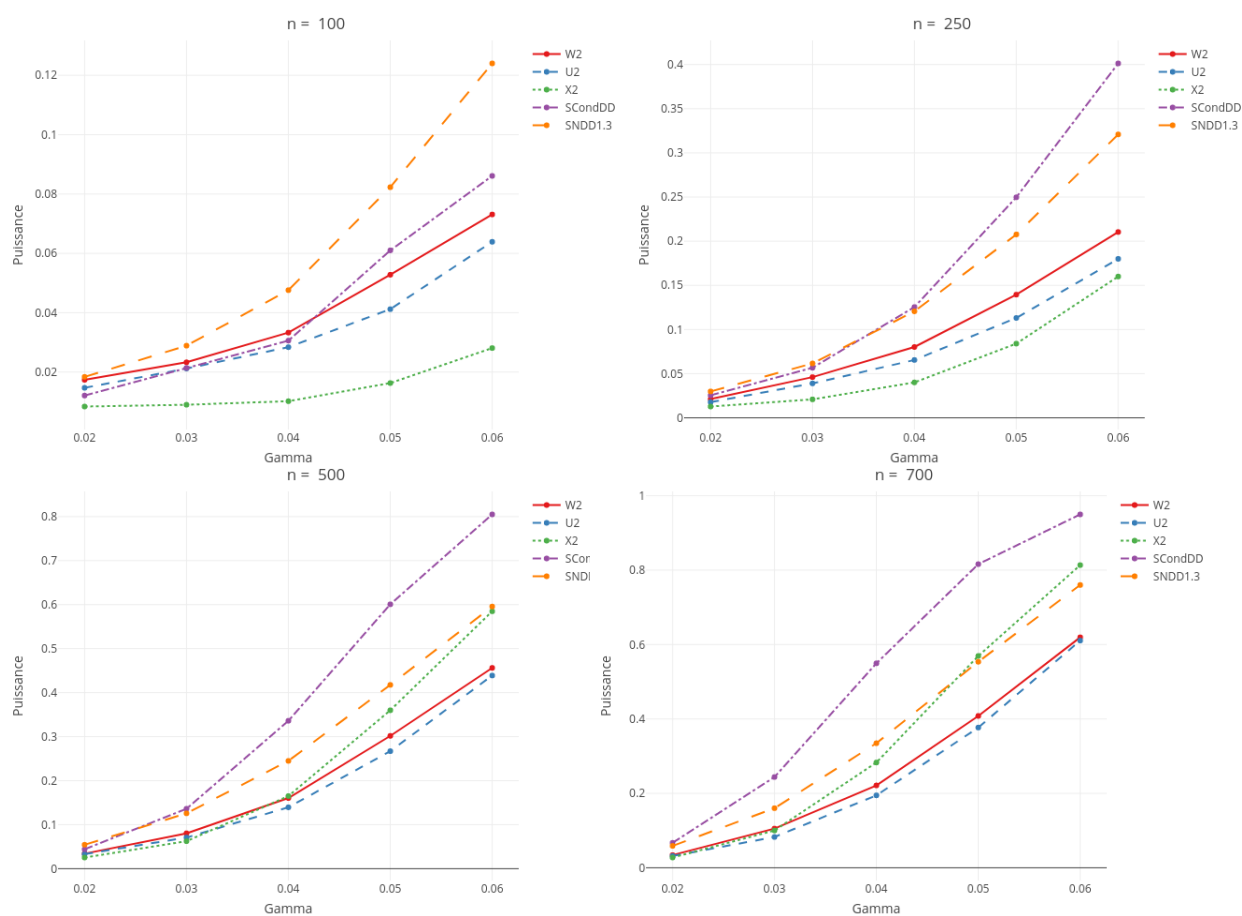 n = 100
W2
U2
X2
SCondDD
SNDD1.3
0.12
0.1
0.08
0.06
0.04
0.02
Puissance
0.02 0.03 0.04 0.05 0.06
Gamma
n = 250
W2
U2
X2
SCondDD
SNDD1.3
0.4
0.35
0.3
0.25
0.2
0.15
0.1
0.05
0
Puissance
0.02 0.03 0.04 0.05 0.06
Gamma
n = 500
W2
U2
X2
SCor
SNDI
0.8
0.7
0.6
0.5
0.4
0.3
0.2
0.1
0
Puissance
0.02 0.03 0.04 0.05 0.06
Gamma
n = 700
W2
U2
X2
SCondDD
SNDD1.3
1
0.8
0.6
0.4
0.2
0
Puissance
0.02 0.03 0.04 0.05 0.06
Gamma